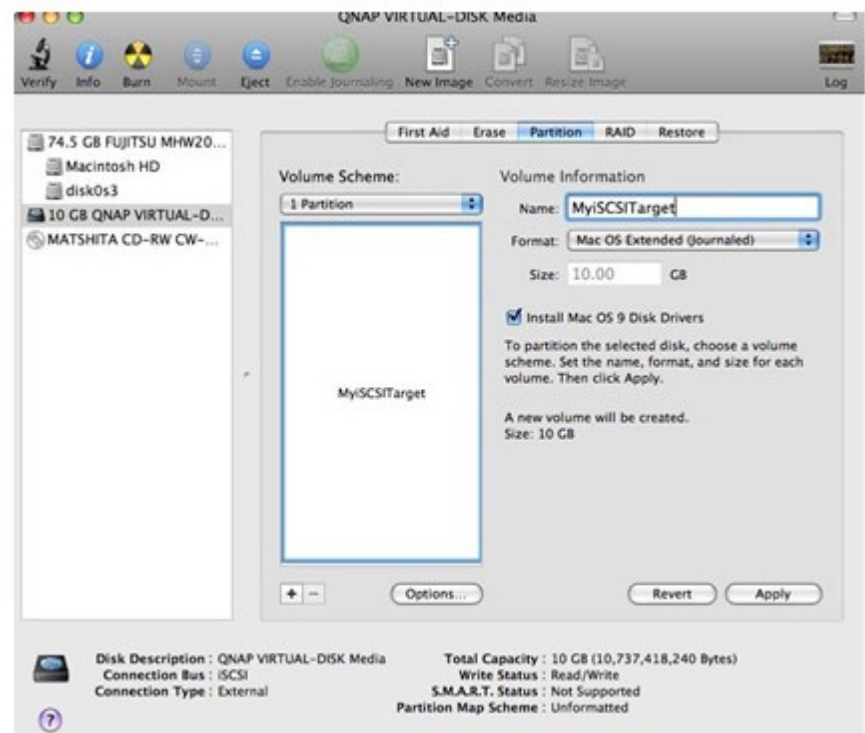 QNAP VIRTUAL-DISK Media
Verify Info Burn Mount Eject Enable Journaling New Image Convert Resize Image Log
74.5 GB FUJITSU MHW20...
Macintosh HD
disk0s3
10 GB QNAP VIRTUAL-D...
MATSHITA CD-RW CW-...
First Aid Erase Partition RAID Restore
Volume Scheme:
1 Partition
MyiSCSITarget
+ − Options...
Volume Information
Name: MyiSCSITarget
Format: Mac OS Extended (Journaled)
Size: 10.00 GB
Install Mac OS 9 Disk Drivers
To partition the selected disk, choose a volume
scheme. Set the name, format, and size for each
volume. Then click Apply.
A new volume will be created.
Size: 10 GB
Revert Apply
Disk Description : QNAP VIRTUAL-DISK Media
Connection Bus : iSCSI
Connection Type : External
Total Capacity : 10 GB (10,737,418,240 Bytes)
Write Status : Read/Write
S.M.A.R.T. Status : Not Supported
Partition Map Scheme : Unformatted
?